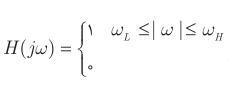 H(jω) = { ۱  ω_L ≤ | ω | ≤ ω_H
۰